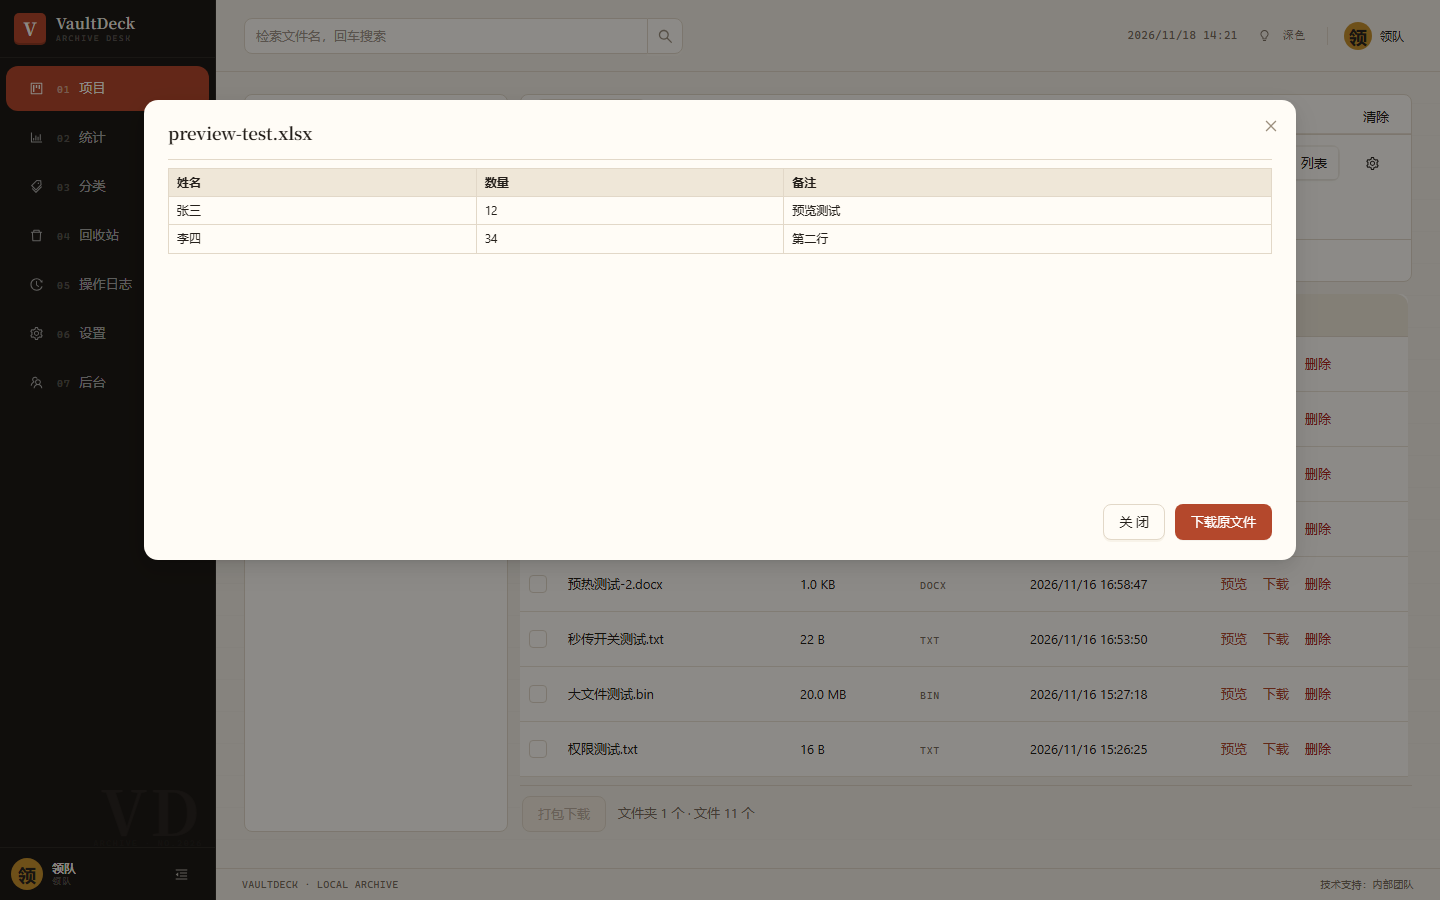 V
VaultDeck
ARCHIVE DESK
检索文件名，回车搜索
2026/11/18 14:21
深色
领
领队
01 项目
02 统计
03 分类
04 回收站
05 操作日志
06 设置
07 后台
清除
列表
preview-test.xlsx
姓名 数量 备注
张三 12 预览测试
李四 34 第二行
关 闭
下载原文件
删除
删除
删除
删除
预热测试-2.docx 1.0 KB DOCX 2026/11/16 16:58:47 预览 下载 删除
秒传开关测试.txt 22 B TXT 2026/11/16 16:53:50 预览 下载 删除
大文件测试.bin 20.0 MB BIN 2026/11/16 15:27:18 预览 下载 删除
权限测试.txt 16 B TXT 2026/11/16 15:26:25 预览 下载 删除
打包下载
文件夹 1 个 · 文件 11 个
VD
领
领队
领队
VAULTDECK · LOCAL ARCHIVE
技术支持：内部团队